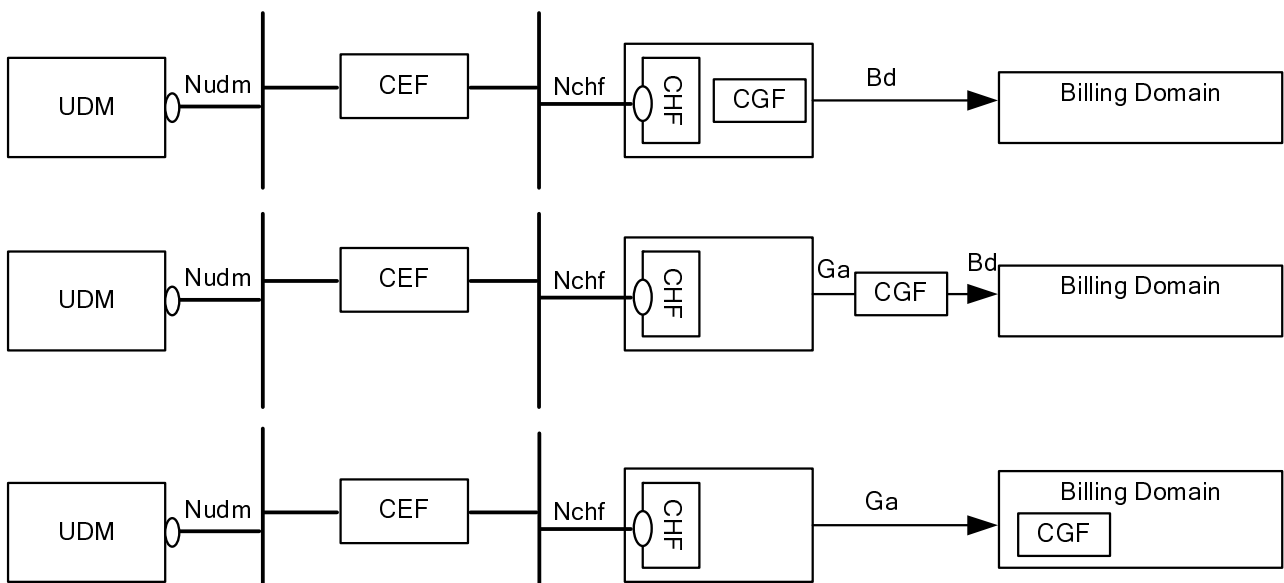 UDM
Nudm
CEF
Nchf
CHF
CGF
Bd
Billing Domain
UDM
Nudm
CEF
Nchf
CHF
Ga
CGF
Bd
Billing Domain
UDM
Nudm
CEF
Nchf
CHF
Ga
Billing Domain
CGF